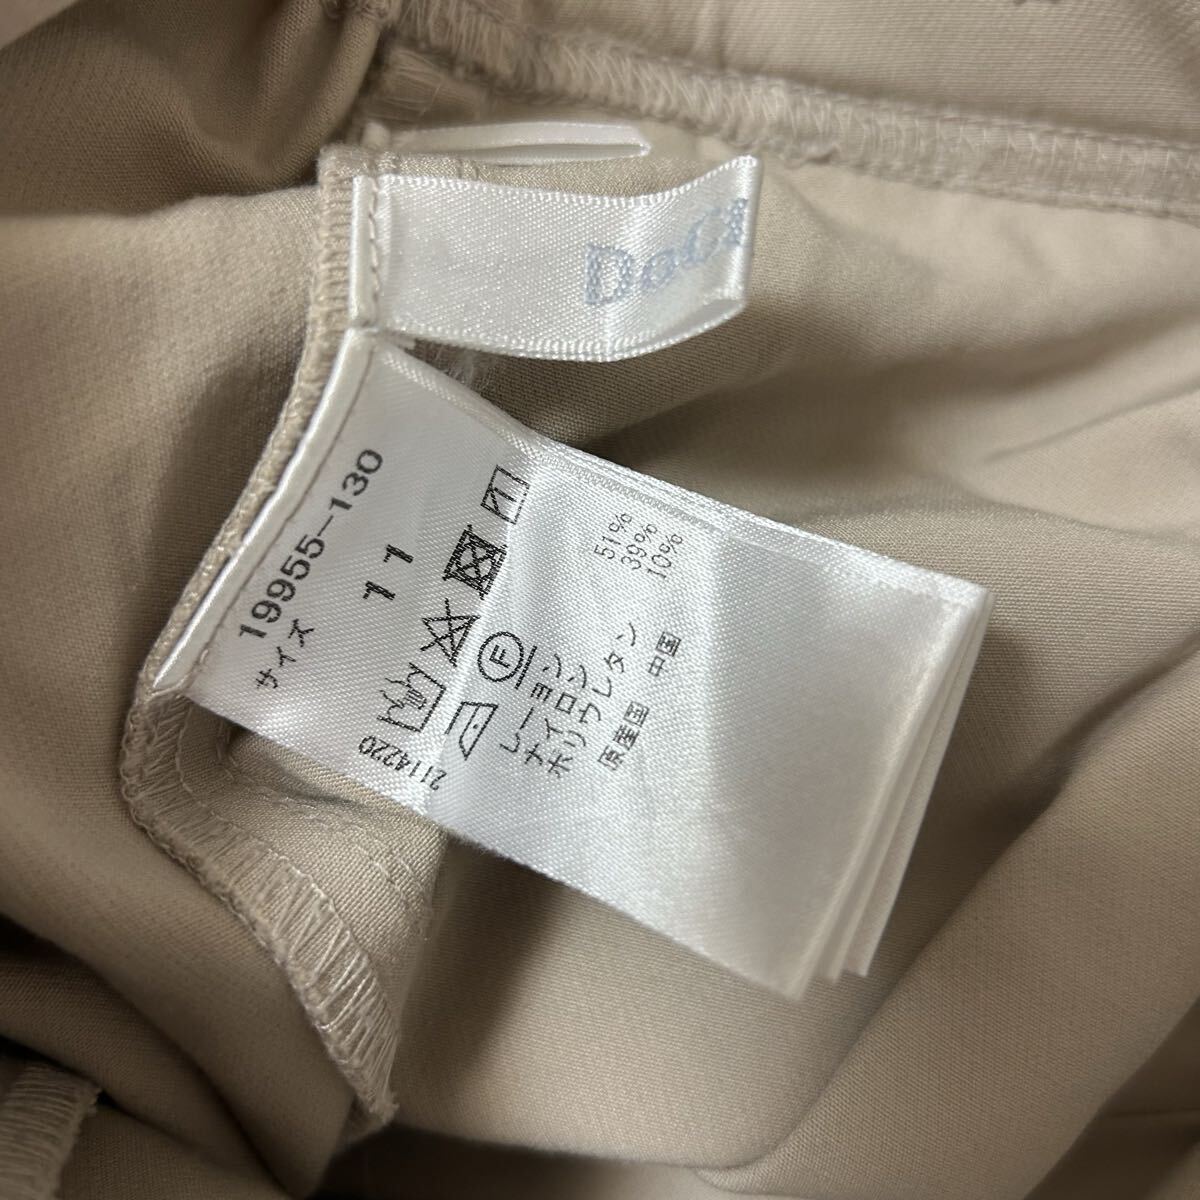 19955-130
サイズ 11
F
レーヨン 51%
ナイロン 39%
ポリウレタン 10%
原産国 中国
2114220